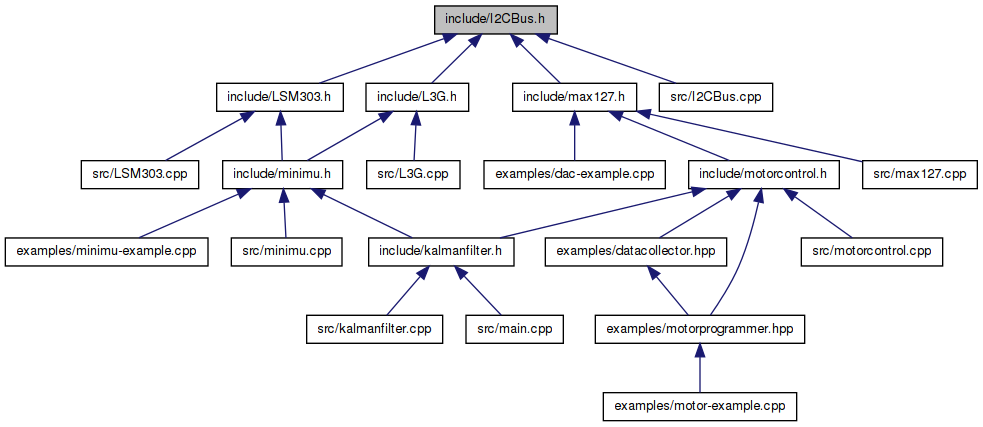 include/I2CBus.h
include/LSM303.h
include/L3G.h
include/max127.h
src/I2CBus.cpp
src/LSM303.cpp
include/minimu.h
src/L3G.cpp
examples/dac-example.cpp
include/motorcontrol.h
src/max127.cpp
examples/minimu-example.cpp
src/minimu.cpp
include/kalmanfilter.h
examples/datacollector.hpp
src/motorcontrol.cpp
src/kalmanfilter.cpp
src/main.cpp
examples/motorprogrammer.hpp
examples/motor-example.cpp